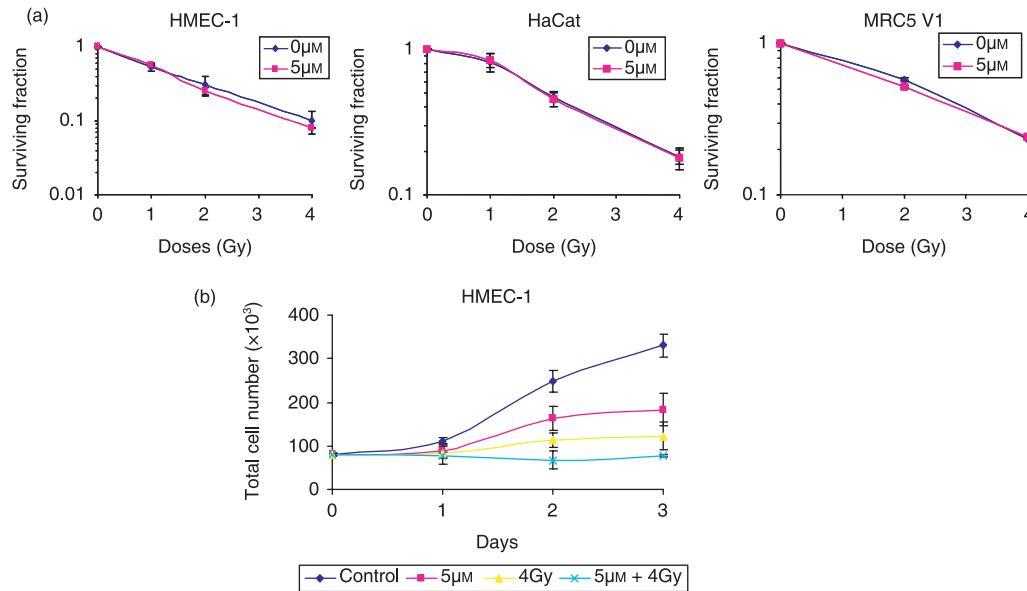 (a)
HMEC-1
Surviving fraction
1
0.1
0.01
0 1 2 3 4
Doses (Gy)
0μM
5μM
HaCat
Surviving fraction
1
0.1
0 1 2 3 4
Dose (Gy)
0μM
5μM
MRC5 V1
Surviving fraction
1
0.1
0 1 2 3 4
Dose (Gy)
0μM
5μM
(b)
HMEC-1
Total cell number (×10³)
400
300
200
100
0
0 1 2 3
Days
Control 5μM 4Gy 5μM + 4Gy